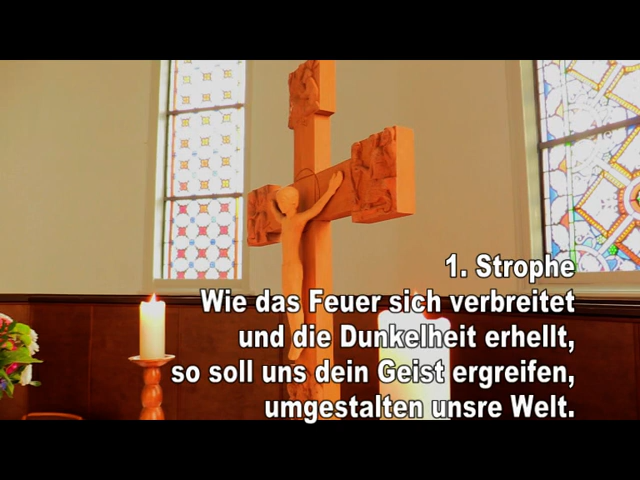 1. Strophe
Wie das Feuer sich verbreitet
und die Dunkelheit erhellt,
so soll uns dein Geist ergreifen,
umgestalten unsre Welt.